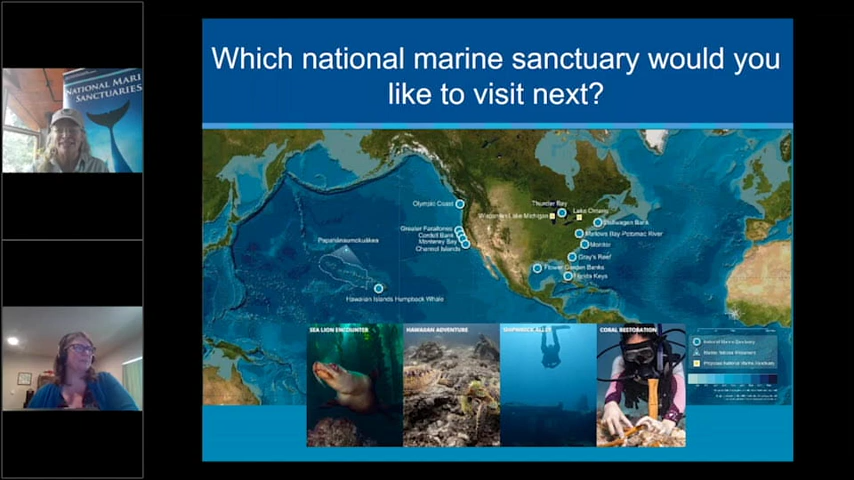 NATIONAL MARI
SANCTUARIES
Which national marine sanctuary would you
like to visit next?
Olympic Coast
Thunder Bay
Lake Ontario
Wisconsin-Lake Michigan
Stellwagen Bank
Greater Farallones
Cordell Bank
Monterey Bay
Channel Islands
Mallows Bay-Potomac River
Monitor
Papahānaumokuākea
Gray's Reef
Flower Garden Banks
Florida Keys
Hawaiian Islands Humpback Whale
SEA LION ENCOUNTER
HAWAIIAN ADVENTURE
SHIPWRECK ALLEY
CORAL RESTORATION